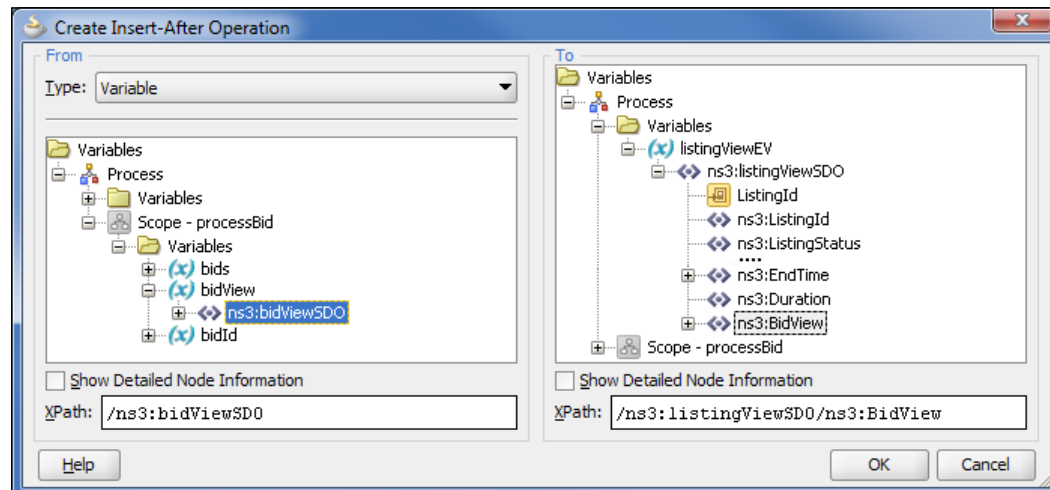 Create Insert-After Operation
From
Type: Variable
Variables
Process
Variables
Scope - processBid
Variables
(x) bids
(x) bidView
ns3:bidViewSDO
(x) bidId
Show Detailed Node Information
XPath: /ns3:bidViewSDO
To
Variables
Process
Variables
(x) listingViewEV
ns3:listingViewSDO
ListingId
ns3:ListingId
ns3:ListingStatus
....
ns3:EndTime
ns3:Duration
ns3:BidView
Scope - processBid
Show Detailed Node Information
XPath: /ns3:listingViewSDO/ns3:BidView
Help
OK
Cancel